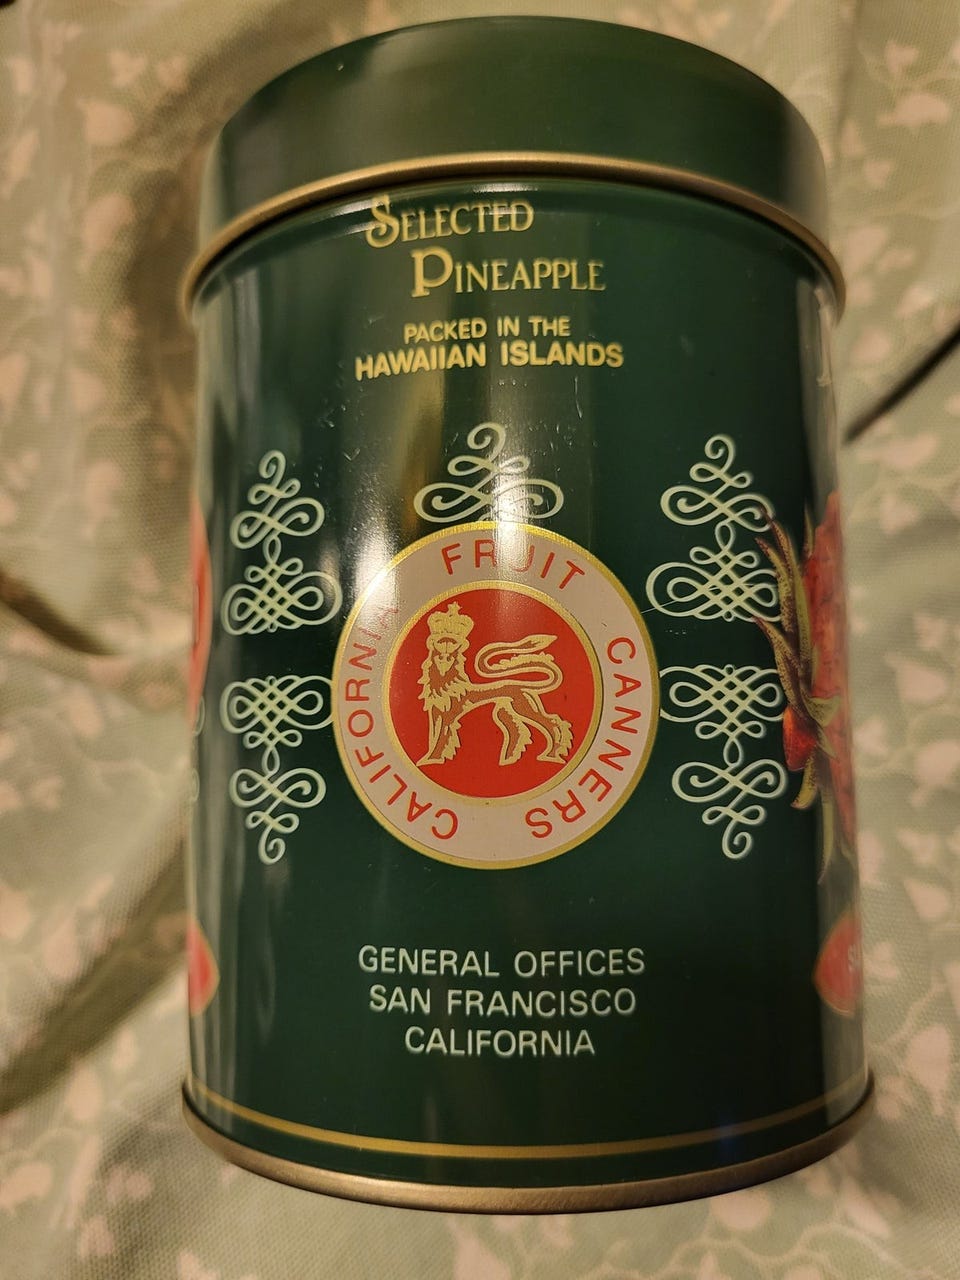 SELECTED
PINEAPPLE
PACKED IN THE
HAWAIIAN ISLANDS
CALIFORNIA FRUIT CANNERS
GENERAL OFFICES
SAN FRANCISCO
CALIFORNIA